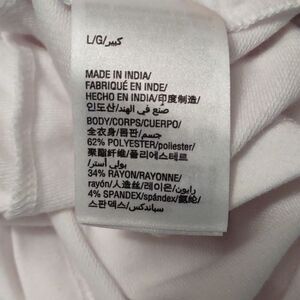 L/G/كبير
MADE IN INDIA/
FABRIQUÉ EN INDE/
HECHO EN INDIA/印度制造/
인도산/صنع في الهند/
BODY/CORPS/CUERPO/
全衣身/몸판/جسم/
62% POLYESTER/poliester/
聚酯纤维/폴리에스테르/
بولي أستر/
34% RAYON/RAYONNE/
rayón/人造丝/레이온/رايون/
4% SPANDEX/spándex/氨纶/
스판덱스/سباندكس/